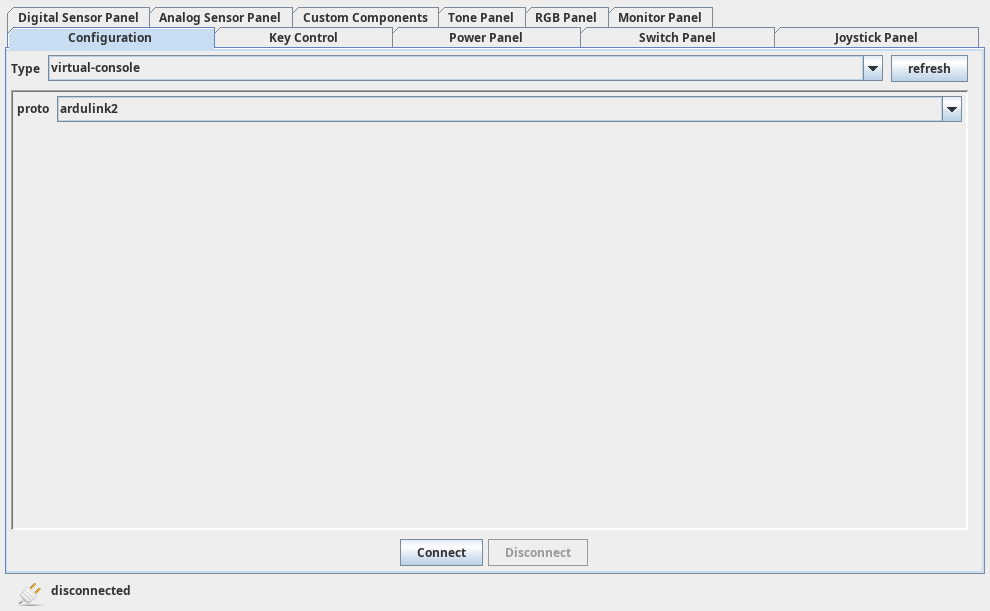 Digital Sensor Panel Analog Sensor Panel Custom Components Tone Panel RGB Panel Monitor Panel
Configuration Key Control Power Panel Switch Panel Joystick Panel
Type virtual-console refresh
proto ardulink2
Connect Disconnect
disconnected